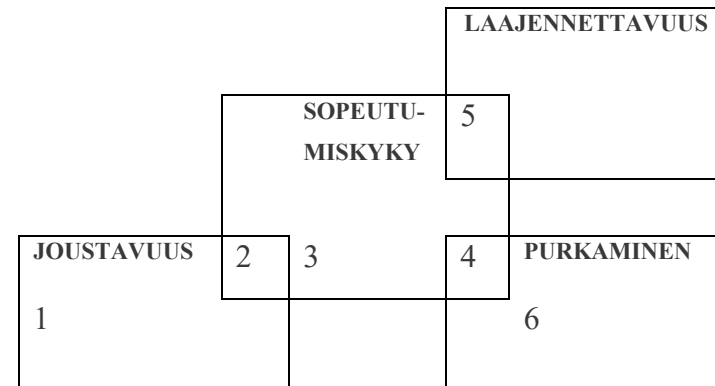 LAAJENNETTAVUUS
SOPEUTU-
MISKYKY
5
JOUSTAVUUS
2
3
4
PURKAMINEN
1
6